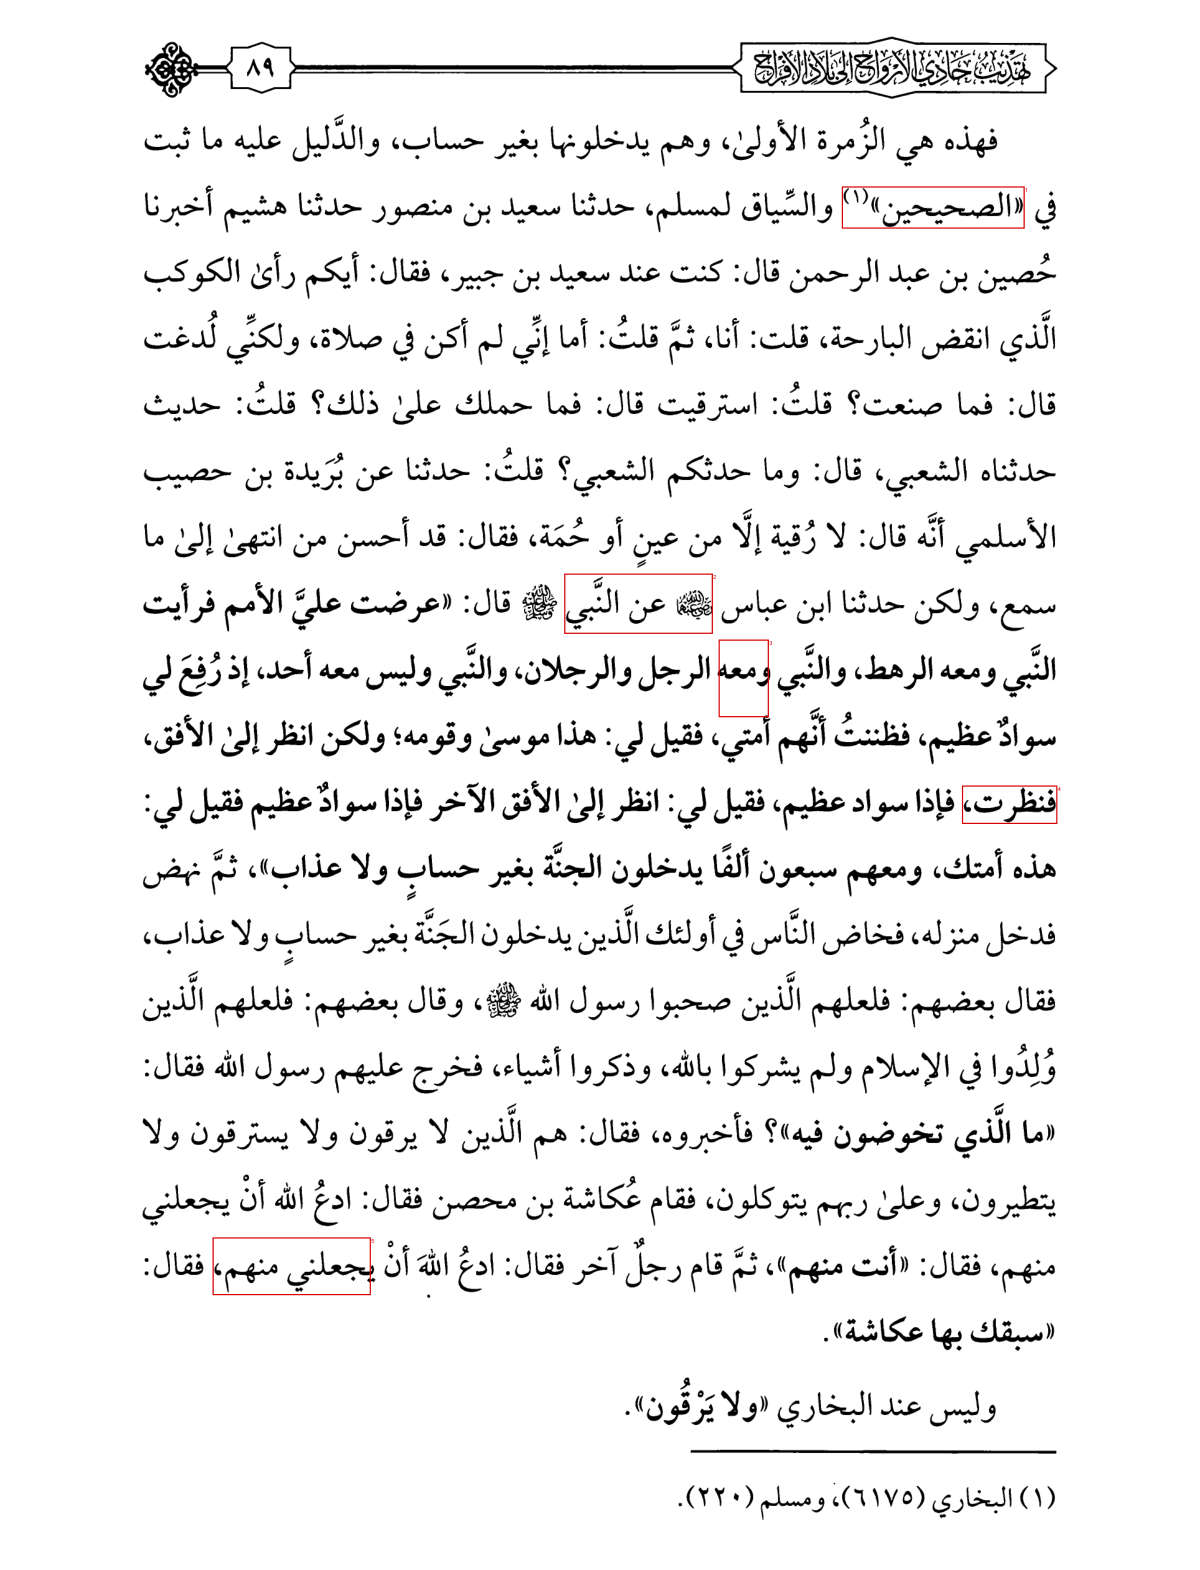 تهذيب حادي الأرواح إلى بلاد الأفراح ٨٩
فهذه هي الزُمرة الأولىٰ، وهم يدخلونها بغير حساب، والدَّليل عليه ما ثبت
في «الصحيحين»(١) والسِّياق لمسلم، حدثنا سعيد بن منصور حدثنا هشيم أخبرنا
حُصين بن عبد الرحمن قال: كنت عند سعيد بن جبير، فقال: أيكم رأىٰ الكوكب
الَّذي انقض البارحة، قلت: أنا، ثمَّ قلتُ: أما إنِّي لم أكن في صلاة، ولكنِّي لُدغت
قال: فما صنعت؟ قلتُ: استرقيت قال: فما حملك علىٰ ذلك؟ قلتُ: حديث
حدثناه الشعبي، قال: وما حدثكم الشعبي؟ قلتُ: حدثنا عن بُرَيدة بن حصيب
الأسلمي أنَّه قال: لا رُقية إلَّا من عينٍ أو حُمَة، فقال: قد أحسن من انتهىٰ إلىٰ ما
سمع، ولكن حدثنا ابن عباس رضي الله عنهما عن النَّبي ﷺ قال: «عرضت عليَّ الأمم فرأيت
النَّبي ومعه الرهط، والنَّبي ومعه الرجل والرجلان، والنَّبي وليس معه أحد، إذ رُفِعَ لي
سوادٌ عظيم، فظننتُ أنَّهم أمتي، فقيل لي: هذا موسىٰ وقومه؛ ولكن انظر إلىٰ الأفق،
فنظرت، فإذا سواد عظيم، فقيل لي: انظر إلىٰ الأفق الآخر فإذا سوادٌ عظيم فقيل لي:
هذه أمتك، ومعهم سبعون ألفًا يدخلون الجنَّة بغير حسابٍ ولا عذاب»، ثمَّ نهض
فدخل منزله، فخاض النَّاس في أولئك الَّذين يدخلون الجَنَّة بغير حسابٍ ولا عذاب،
فقال بعضهم: فلعلهم الَّذين صحبوا رسول الله ﷺ، وقال بعضهم: فلعلهم الَّذين
وُلِدُوا في الإسلام ولم يشركوا بالله، وذكروا أشياء، فخرج عليهم رسول الله فقال:
«ما الَّذي تخوضون فيه»؟ فأخبروه، فقال: هم الَّذين لا يرقون ولا يسترقون ولا
يتطيرون، وعلىٰ ربهم يتوكلون، فقام عُكاشة بن محصن فقال: ادعُ الله أنْ يجعلني
منهم، فقال: «أنت منهم»، ثمَّ قام رجلٌ آخر فقال: ادعُ اللهَ أنْ يجعلني منهم، فقال:
«سبقك بها عكاشة».
وليس عند البخاري «ولا يَرْقُون».
(١) البخاري (٦١٧٥)، ومسلم (٢٢٠).